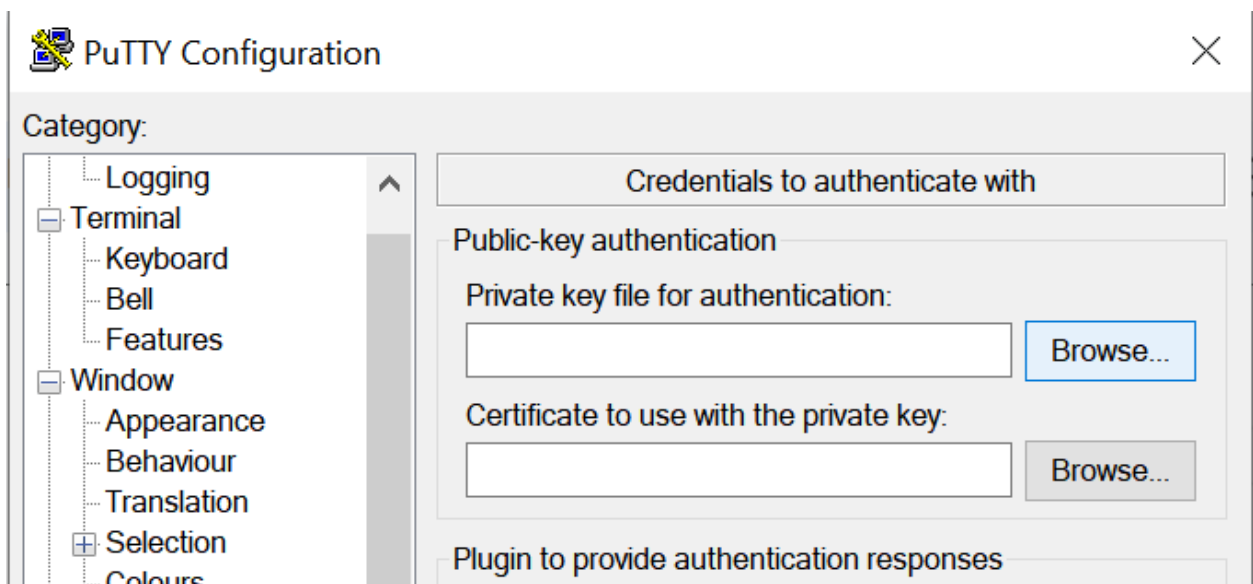 PuTTY Configuration
Category:
Logging
Terminal
Keyboard
Bell
Features
Window
Appearance
Behaviour
Translation
Selection
Colours
Credentials to authenticate with
Public-key authentication
Private key file for authentication:
Browse...
Certificate to use with the private key:
Browse...
Plugin to provide authentication responses